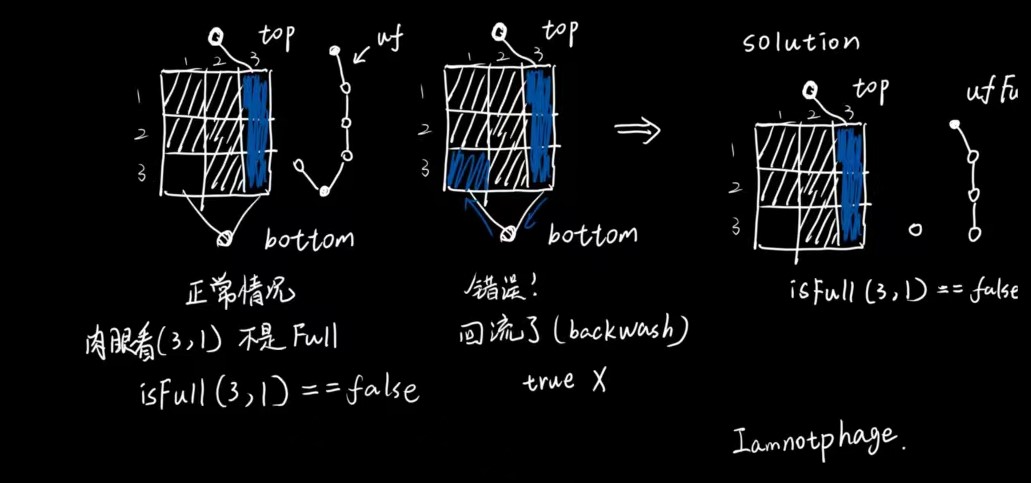 top
uf
1 2 3
1
2
3
bottom
正常情况
肉眼看(3,1) 不是 Full
isFull(3,1)==false
top
1 2 3
1
2
3
bottom
错误!
回流了(backwash)
true X
solution
top
ufFu
1 2 3
1
2
3
isFull(3,1)==false
Iamnotphage.